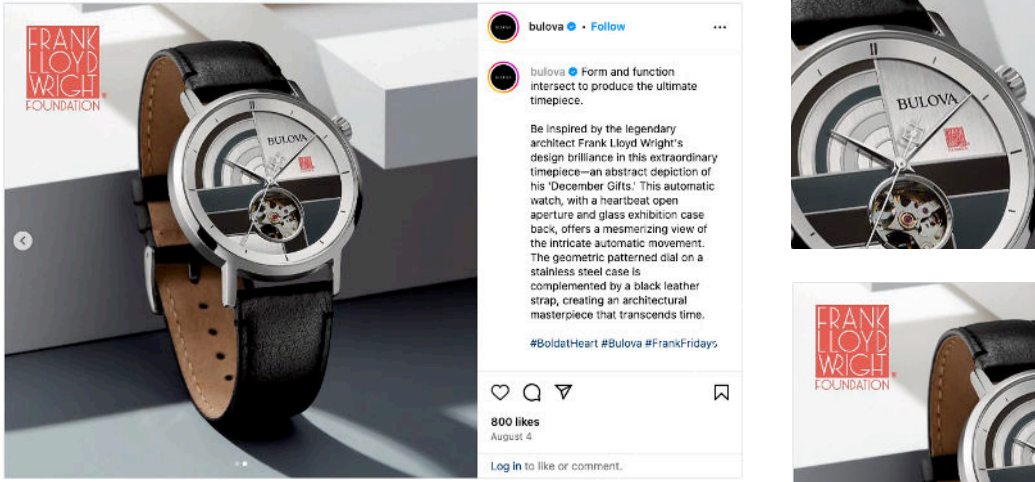 FRANK
LLOYD
WRIGHT
FOUNDATION
BULOVA
bulova • Follow
bulova Form and function
intersect to produce the ultimate
timepiece.
Be inspired by the legendary
architect Frank Lloyd Wright's
design brilliance in this extraordinary
timepiece—an abstract depiction of
his 'December Gifts.' This automatic
watch, with a heartbeat open
aperture and glass exhibition case
back, offers a mesmerizing view of
the intricate automatic movement.
The geometric patterned dial on a
stainless steel case is
complemented by a black leather
strap, creating an architectural
masterpiece that transcends time.
#BoldatHeart #Bulova #FrankFridays
800 likes
August 4
Log in to like or comment.
BULOVA
FRANK
LLOYD
WRIGHT
FOUNDATION